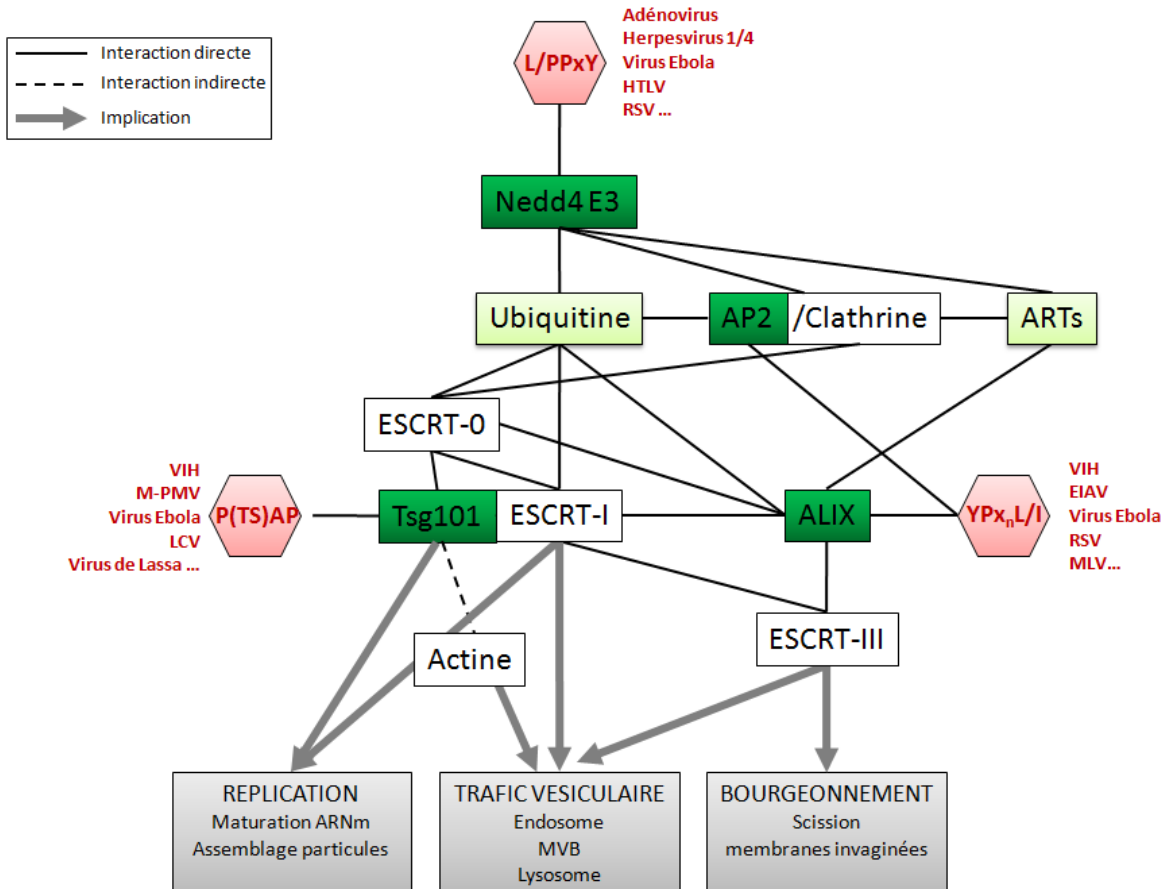 Interaction directe
Interaction indirecte
Implication
L/PPxY
Adénovirus
Herpesvirus 1/4
Virus Ebola
HTLV
RSV ...
Nedd4 E3
Ubiquitine
AP2 /Clathrine
ARTs
ESCRT-0
VIH
M-PMV
Virus Ebola
LCV
Virus de Lassa ...
P(TS)AP
Tsg101 ESCRT-I
ALIX
YPxnL/I
VIH
EIAV
Virus Ebola
RSV
MLV...
Actine
ESCRT-III
REPLICATION
Maturation ARNm
Assemblage particules
TRAFIC VESICULAIRE
Endosome
MVB
Lysosome
BOURGEONNEMENT
Scission
membranes invaginées